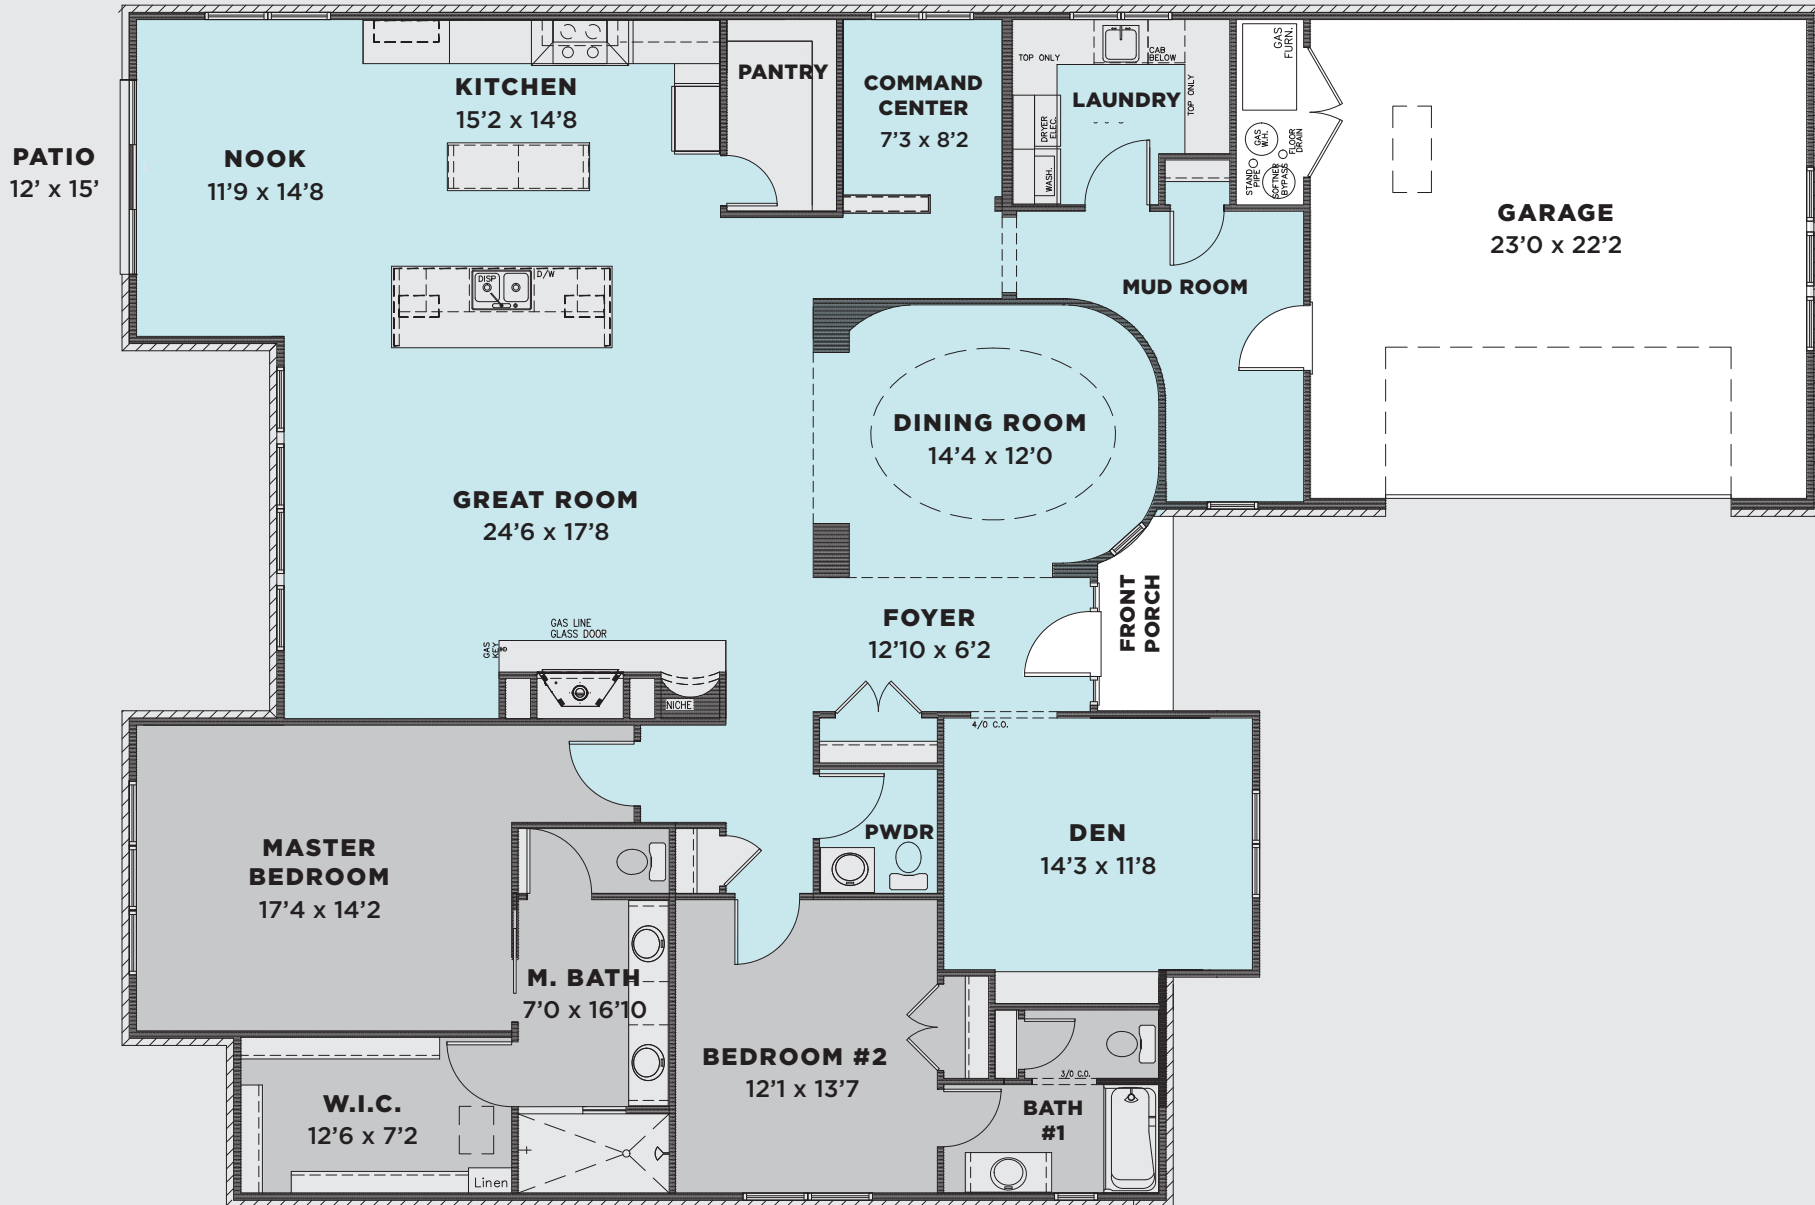 PATIO
12' x 15'
NOOK
11'9 x 14'8
KITCHEN
15'2 x 14'8
PANTRY
COMMAND
CENTER
7'3 x 8'2
TOP ONLY
CAB
BELOW
LAUNDRY
TOP ONLY
DRYER
ELEC.
WASH.
GAS
FURN.
GAS
W.H.
FLOOR
DRAIN
STAND
PIPE
SOFTNER
BYPASS
GARAGE
23'0 x 22'2
MUD ROOM
DISP
D/W
DINING ROOM
14'4 x 12'0
GREAT ROOM
24'6 x 17'8
GAS LINE
GLASS DOOR
GAS
KEY
NICHE
FOYER
12'10 x 6'2
FRONT
PORCH
4/0 C.O.
MASTER
BEDROOM
17'4 x 14'2
PWDR
DEN
14'3 x 11'8
M. BATH
7'0 x 16'10
BEDROOM #2
12'1 x 13'7
3/0 C.O.
BATH
#1
W.I.C.
12'6 x 7'2
Linen